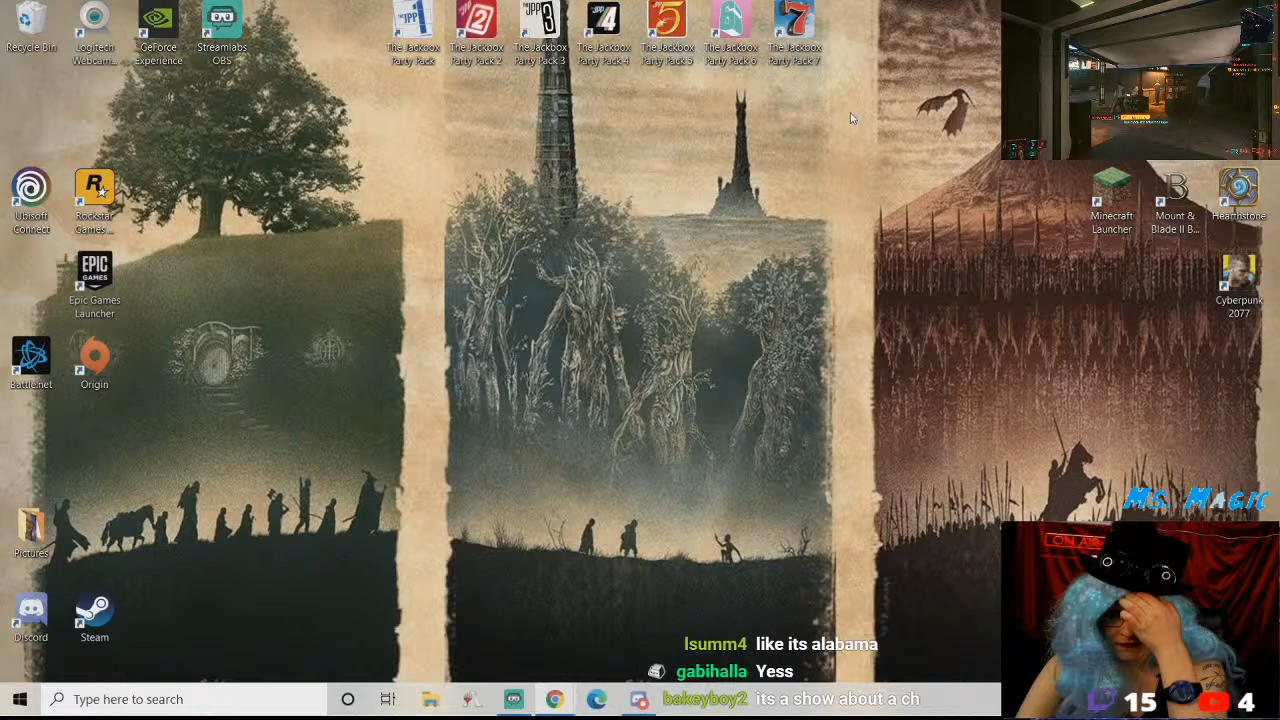 Recycle Bin
Logitech Webcam...
GeForce Experience
Streamlabs OBS
The Jackbox Party Pack
The Jackbox Party Pack 2
The Jackbox Party Pack 3
The Jackbox Party Pack 4
The Jackbox Party Pack 5
The Jackbox Party Pack 6
The Jackbox Party Pack 7
Ubisoft Connect
Rockstar Games ...
Minecraft Launcher
Mount & Blade II B...
Hearthstone
EPIC GAMES
Epic Games Launcher
Cyberpunk 2077
Battle.net
Origin
Pictures
Ms. Magic
ON AIR
Discord
Steam
lsumm4 like its alabama
gabihalla Yess
bakeyboy2 its a show about a ch
Type here to search
15
4